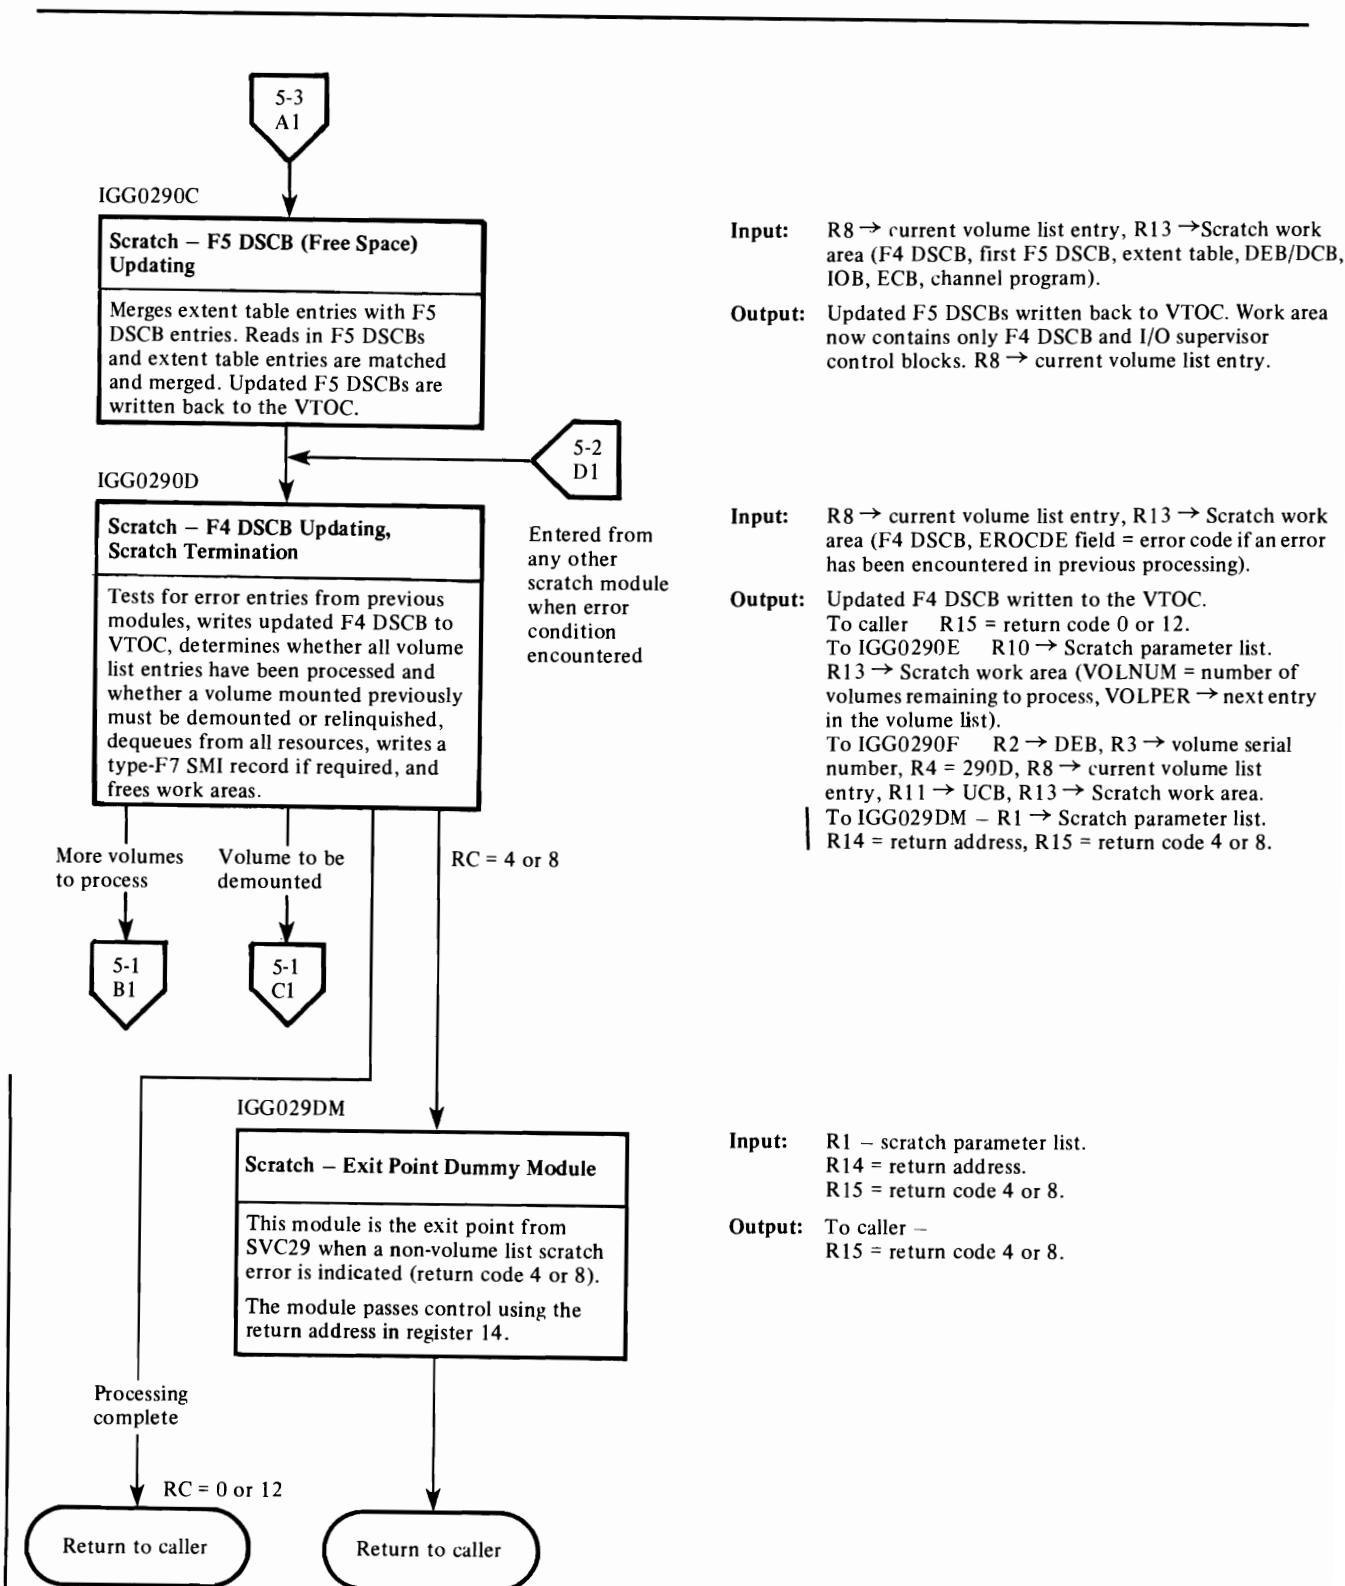 5-3
A1
IGG0290C
Scratch – F5 DSCB (Free Space)
Updating
Merges extent table entries with F5
DSCB entries. Reads in F5 DSCBs
and extent table entries are matched
and merged. Updated F5 DSCBs are
written back to the VTOC.
Input: R8 → current volume list entry, R13 →Scratch work
area (F4 DSCB, first F5 DSCB, extent table, DEB/DCB,
IOB, ECB, channel program).
Output: Updated F5 DSCBs written back to VTOC. Work area
now contains only F4 DSCB and I/O supervisor
control blocks. R8 → current volume list entry.
5-2
D1
Entered from
any other
scratch module
when error
condition
encountered
IGG0290D
Scratch – F4 DSCB Updating,
Scratch Termination
Tests for error entries from previous
modules, writes updated F4 DSCB to
VTOC, determines whether all volume
list entries have been processed and
whether a volume mounted previously
must be demounted or relinquished,
dequeues from all resources, writes a
type-F7 SMI record if required, and
frees work areas.
Input: R8 → current volume list entry, R13 → Scratch work
area (F4 DSCB, EROCDE field = error code if an error
has been encountered in previous processing).
Output: Updated F4 DSCB written to the VTOC.
To caller R15 = return code 0 or 12.
To IGG0290E R10 → Scratch parameter list.
R13 → Scratch work area (VOLNUM = number of
volumes remaining to process, VOLPER → next entry
in the volume list).
To IGG0290F R2 → DEB, R3 → volume serial
number, R4 = 290D, R8 → current volume list
entry, R11 → UCB, R13 → Scratch work area.
To IGG029DM – R1 → Scratch parameter list.
R14 = return address, R15 = return code 4 or 8.
More volumes
to process
Volume to be
demounted
RC = 4 or 8
5-1
B1
5-1
C1
IGG029DM
Scratch – Exit Point Dummy Module
This module is the exit point from
SVC29 when a non-volume list scratch
error is indicated (return code 4 or 8).
The module passes control using the
return address in register 14.
Input: R1 – scratch parameter list.
R14 = return address.
R15 = return code 4 or 8.
Output: To caller –
R15 = return code 4 or 8.
Processing
complete
RC = 0 or 12
Return to caller
Return to caller